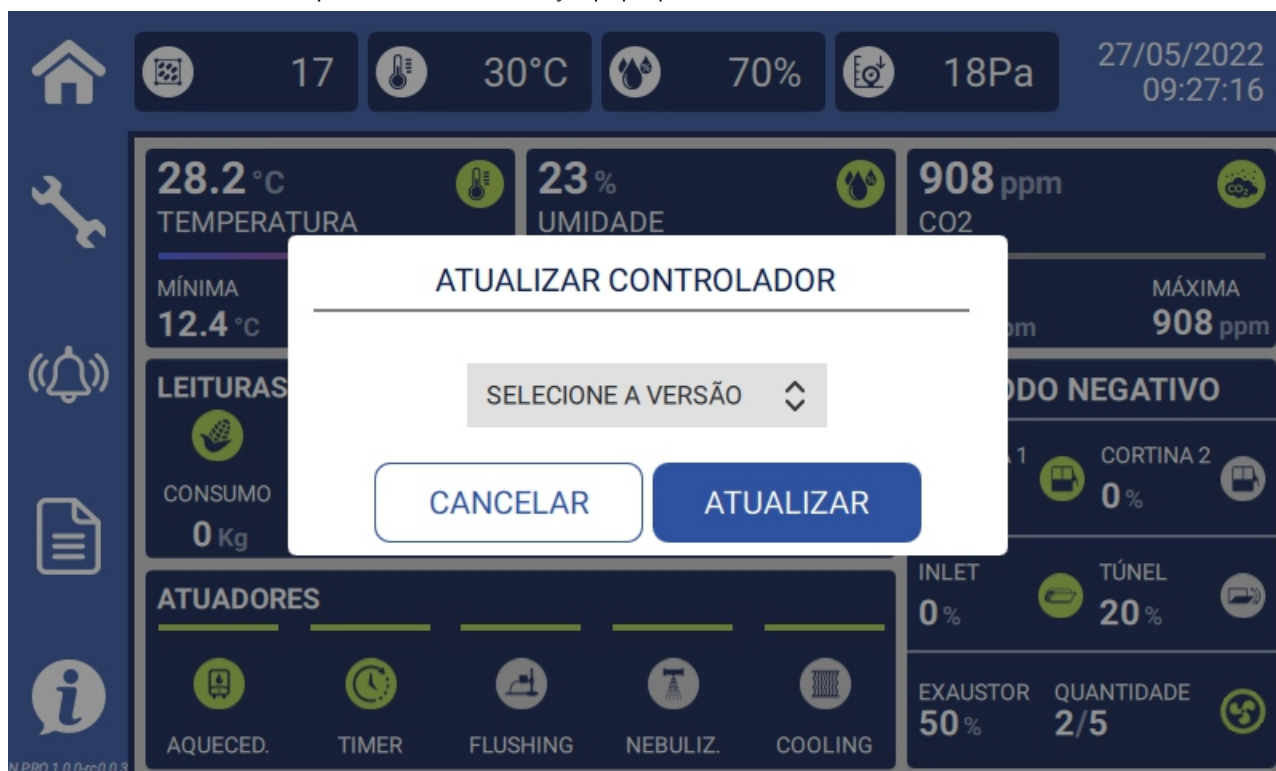 17
30°C
70%
18Pa
27/05/2022
09:27:16
28.2 °C
TEMPERATURA
23 %
UMIDADE
908 ppm
CO2
MÍNIMA
12.4 °C
MÁXIMA
908 ppm
ATUALIZAR CONTROLADOR
SELECIONE A VERSÃO
CANCELAR
ATUALIZAR
LEITURAS
CONSUMO
0 Kg
NEGATIVO
1
CORTINA 2
0 %
INLET
0 %
TÚNEL
20 %
EXAUSTOR
50 %
QUANTIDADE
2/5
ATUADORES
AQUECED.
TIMER
FLUSHING
NEBULIZ.
COOLING